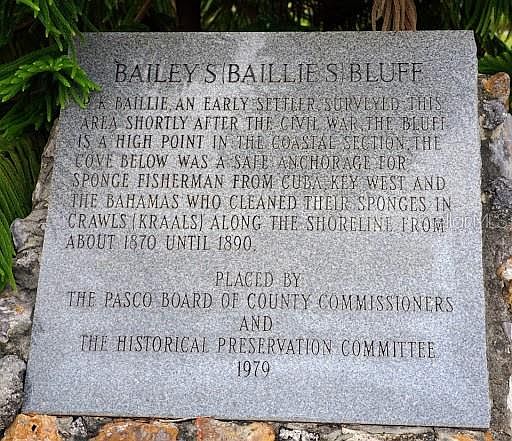 BAILEY'S (BAILLIE'S) BLUFF
K. BAILLIE, AN EARLY SETTLER, SURVEYED THIS
AREA SHORTLY AFTER THE CIVIL WAR. THE BLUFF
IS A HIGH POINT IN THE COASTAL SECTION. THE
COVE BELOW WAS A SAFE ANCHORAGE FOR
SPONGE FISHERMAN FROM CUBA, KEY WEST AND
THE BAHAMAS WHO CLEANED THEIR SPONGES IN
CRAWLS (KRAALS) ALONG THE SHORELINE FROM
ABOUT 1870 UNTIL 1890.
PLACED BY
THE PASCO BOARD OF COUNTY COMMISSIONERS
AND
THE HISTORICAL PRESERVATION COMMITTEE
1979